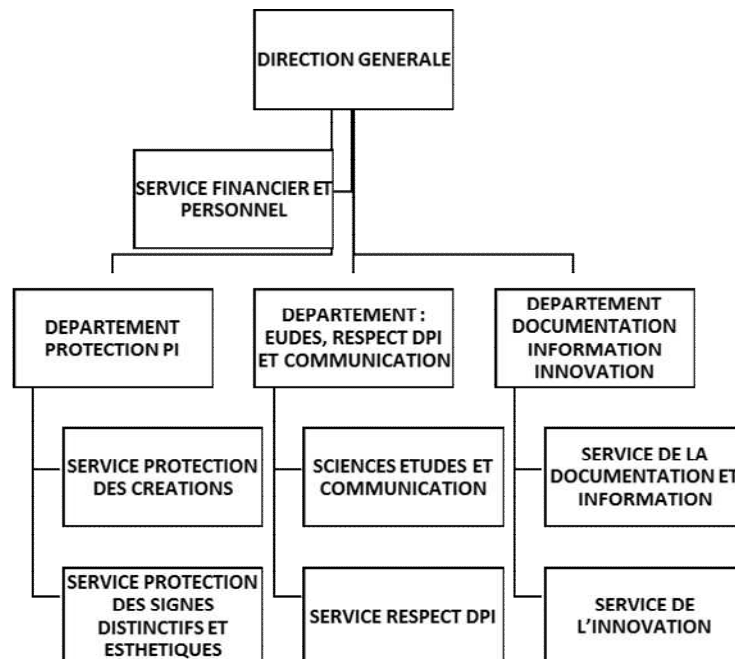 DIRECTION GENERALE
SERVICE FINANCIER ET
PERSONNEL
DEPARTEMENT
PROTECTION PI
DEPARTEMENT :
EUDES, RESPECT DPI
ET COMMUNICATION
DEPARTEMENT
DOCUMENTATION
INFORMATION
INNOVATION
SERVICE PROTECTION
DES CREATIONS
SCIENCES ETUDES ET
COMMUNICATION
SERVICE DE LA
DOCUMENTATION ET
INFORMATION
SERVICE PROTECTION
DES SIGNES
DISTINCTIFS ET
ESTHETIQUES
SERVICE RESPECT DPI
SERVICE DE
L'INNOVATION